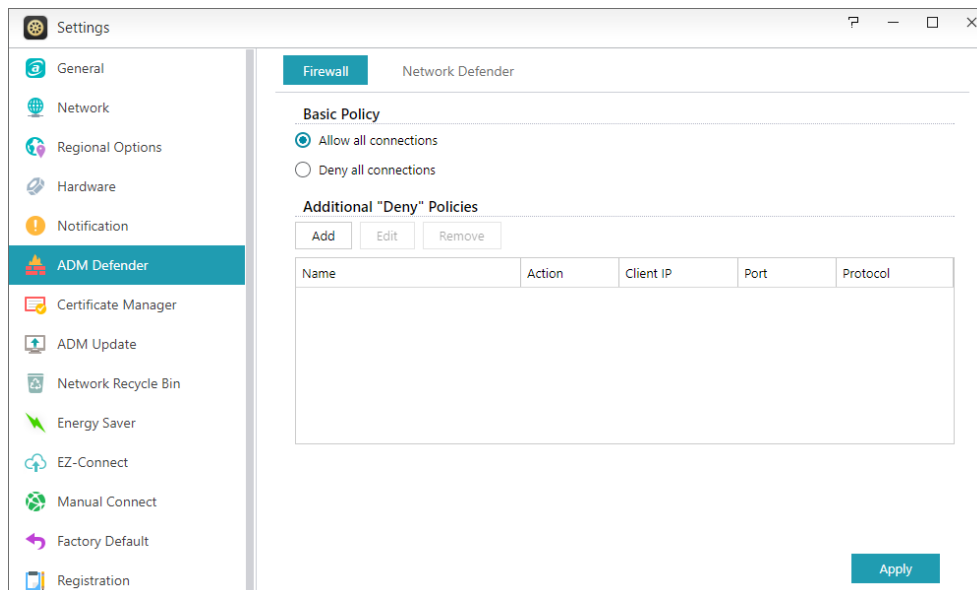 Settings
General
Network
Regional Options
Hardware
Notification
ADM Defender
Certificate Manager
ADM Update
Network Recycle Bin
Energy Saver
EZ-Connect
Manual Connect
Factory Default
Registration
Firewall Network Defender
Basic Policy
Allow all connections
Deny all connections
Additional "Deny" Policies
Add Edit Remove
Name Action Client IP Port Protocol
Apply